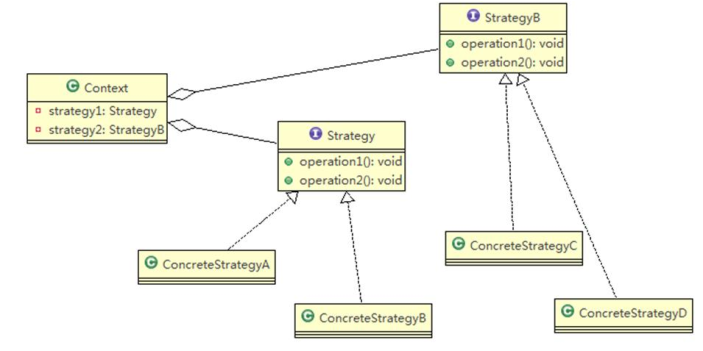 StrategyB
operation1(): void
operation2(): void
Context
strategy1: Strategy
strategy2: StrategyB
Strategy
operation1(): void
operation2(): void
ConcreteStrategyC
ConcreteStrategyA
ConcreteStrategyB
ConcreteStrategyD